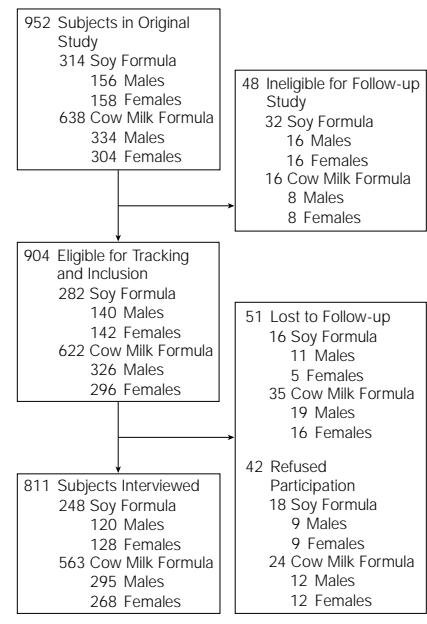 952 Subjects in Original
Study
314 Soy Formula
156 Males
158 Females
638 Cow Milk Formula
334 Males
304 Females
48 Ineligible for Follow-up
Study
32 Soy Formula
16 Males
16 Females
16 Cow Milk Formula
8 Males
8 Females
904 Eligible for Tracking
and Inclusion
282 Soy Formula
140 Males
142 Females
622 Cow Milk Formula
326 Males
296 Females
51 Lost to Follow-up
16 Soy Formula
11 Males
5 Females
35 Cow Milk Formula
19 Males
16 Females
42 Refused
Participation
18 Soy Formula
9 Males
9 Females
24 Cow Milk Formula
12 Males
12 Females
811 Subjects Interviewed
248 Soy Formula
120 Males
128 Females
563 Cow Milk Formula
295 Males
268 Females